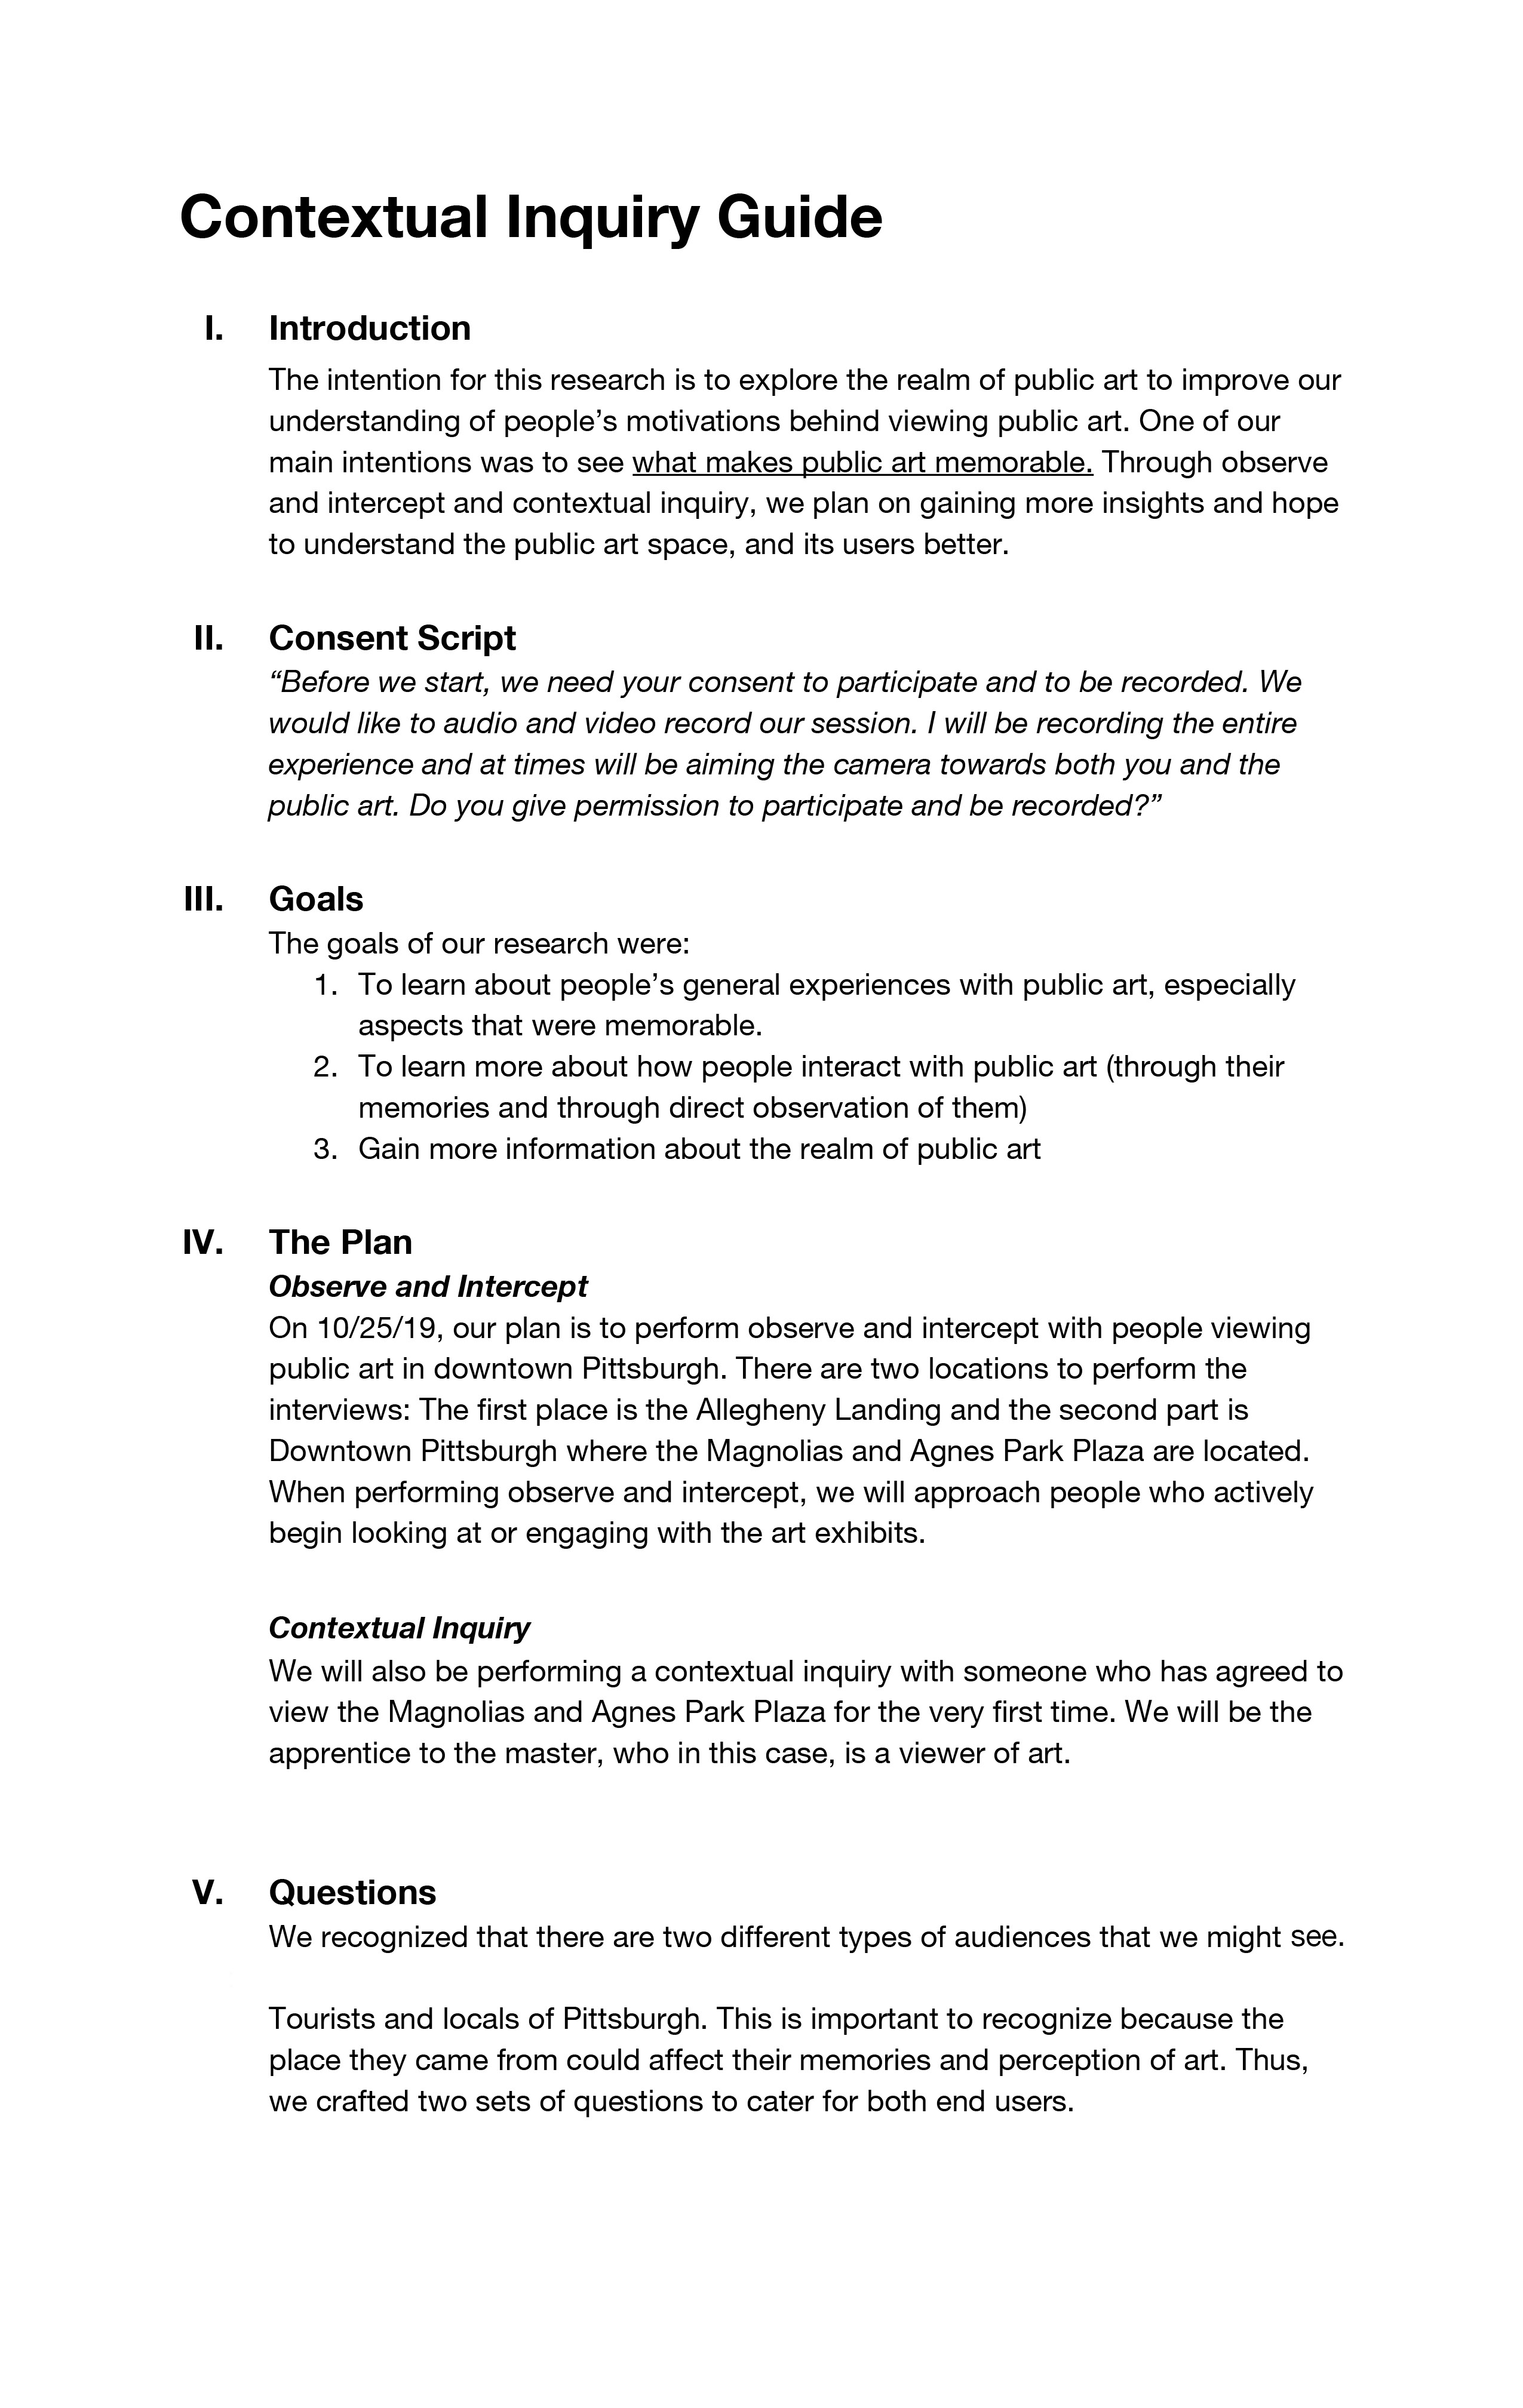 Contextual Inquiry Guide
I. Introduction
The intention for this research is to explore the realm of public art to improve our
understanding of people’s motivations behind viewing public art. One of our
main intentions was to see what makes public art memorable. Through observe
and intercept and contextual inquiry, we plan on gaining more insights and hope
to understand the public art space, and its users better.
II. Consent Script
“Before we start, we need your consent to participate and to be recorded. We
would like to audio and video record our session. I will be recording the entire
experience and at times will be aiming the camera towards both you and the
public art. Do you give permission to participate and be recorded?”
III. Goals
The goals of our research were:
1. To learn about people’s general experiences with public art, especially
aspects that were memorable.
2. To learn more about how people interact with public art (through their
memories and through direct observation of them)
3. Gain more information about the realm of public art
IV. The Plan
Observe and Intercept
On 10/25/19, our plan is to perform observe and intercept with people viewing
public art in downtown Pittsburgh. There are two locations to perform the
interviews: The first place is the Allegheny Landing and the second part is
Downtown Pittsburgh where the Magnolias and Agnes Park Plaza are located.
When performing observe and intercept, we will approach people who actively
begin looking at or engaging with the art exhibits.
Contextual Inquiry
We will also be performing a contextual inquiry with someone who has agreed to
view the Magnolias and Agnes Park Plaza for the very first time. We will be the
apprentice to the master, who in this case, is a viewer of art.
V. Questions
We recognized that there are two different types of audiences that we might see.
Tourists and locals of Pittsburgh. This is important to recognize because the
place they came from could affect their memories and perception of art. Thus,
we crafted two sets of questions to cater for both end users.